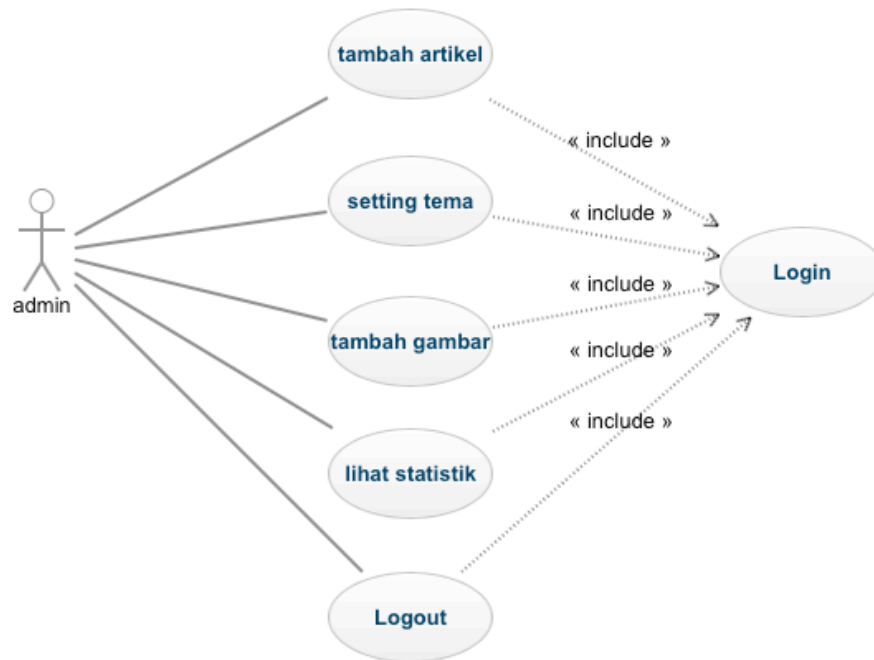 tambah artikel
« include »
setting tema
« include »
Login
admin
« include »
tambah gambar
« include »
« include »
lihat statistik
Logout